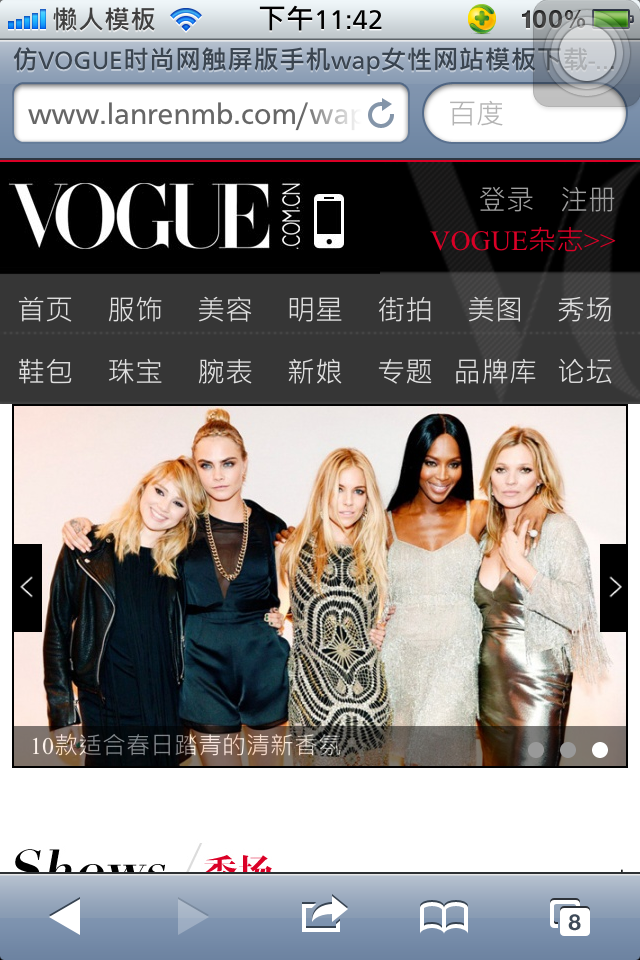 懒人模板 下午11:42 100%
仿VOGUE时尚网触屏版手机wap女性网站模板下载-...
www.lanrenmb.com/wap 百度
VOGUE .COM.CN
登录 注册
VOGUE杂志>>
首页 服饰 美容 明星 街拍 美图 秀场
鞋包 珠宝 腕表 新娘 专题 品牌库 论坛
10款适合春日踏青的清新香氛
Shows 秀场
8